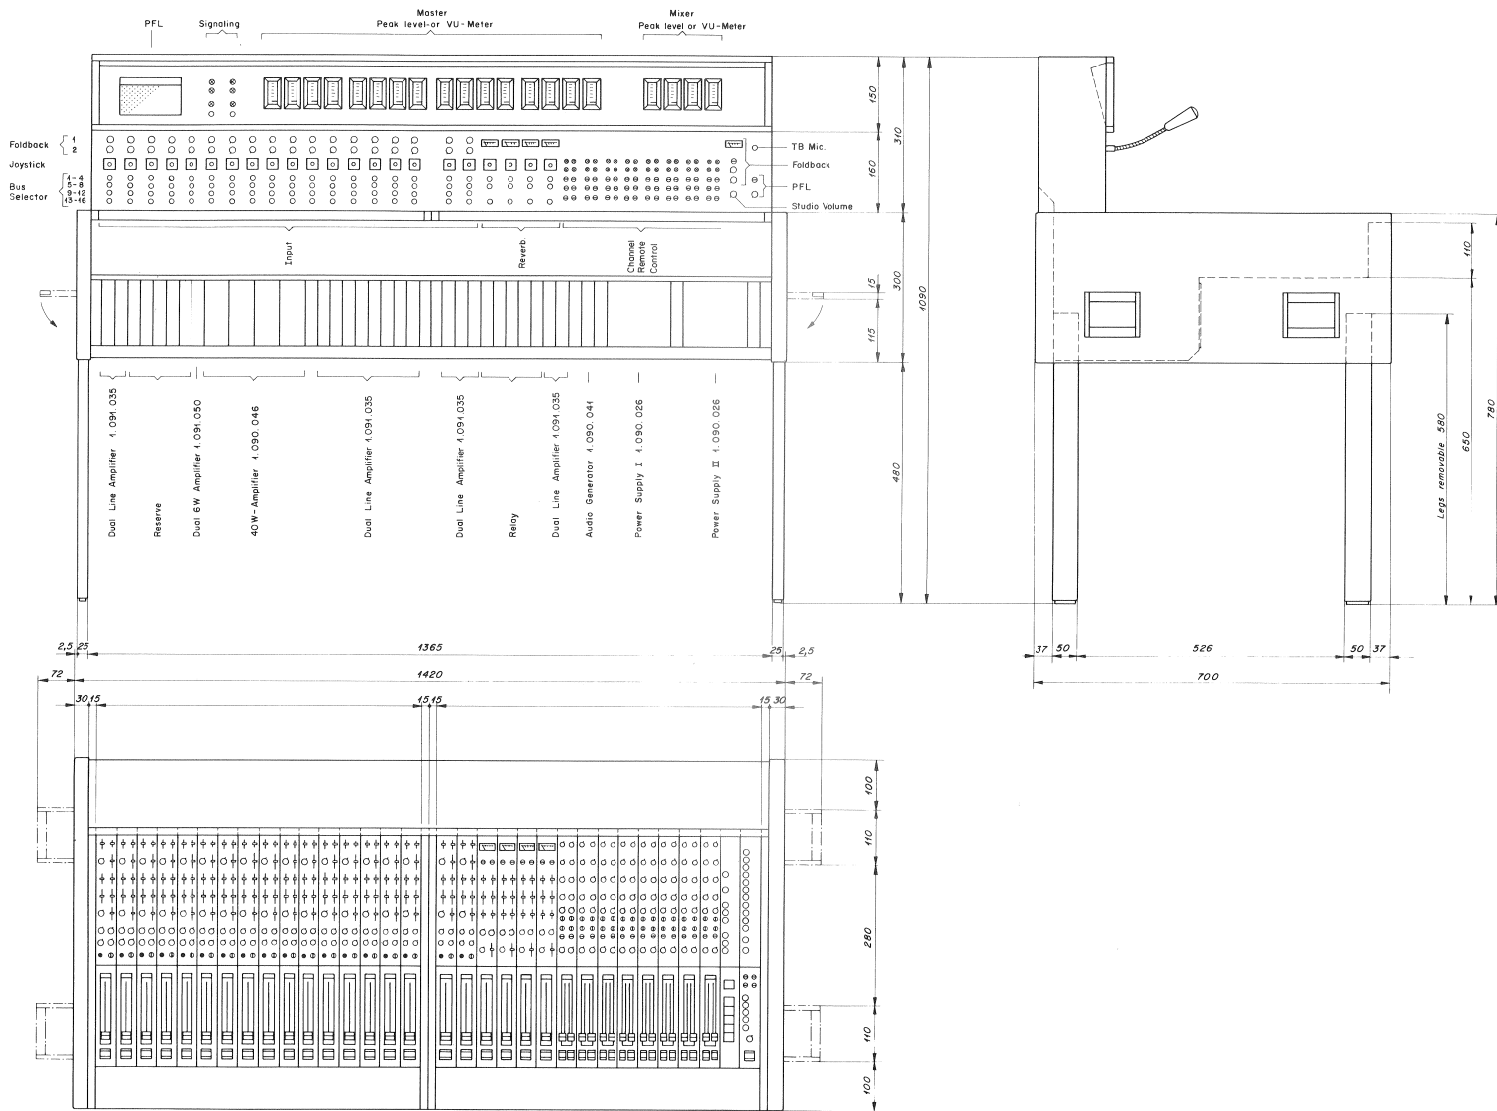 PFL
Signaling
Master
Peak level or VU-Meter
Mixer
Peak level or VU-Meter
Foldback
1
2
Joystick
Bus
Selector
1-4
5-8
9-12
13-16
TB Mic.
Foldback
PFL
Studio Volume
Input
Reverb
Channel
Remote
Control
150
160
310
300
15
115
480
1090
Dual Line Amplifier 1.091.035
Reserve
Dual 6W Amplifier 1.091.050
40W-Amplifier 1.090.046
Dual Line Amplifier 1.091.035
Dual Line Amplifier 1.091.035
Relay
Dual Line Amplifier 1.091.035
Audio Generator 1.090.041
Power Supply I 1.090.026
Power Supply II 1.090.026
110
Legs removable 580
650
780
2,5
25
1365
25
2,5
72
1420
72
30
15
15
15
15
30
37
50
526
50
37
700
100
110
280
110
100